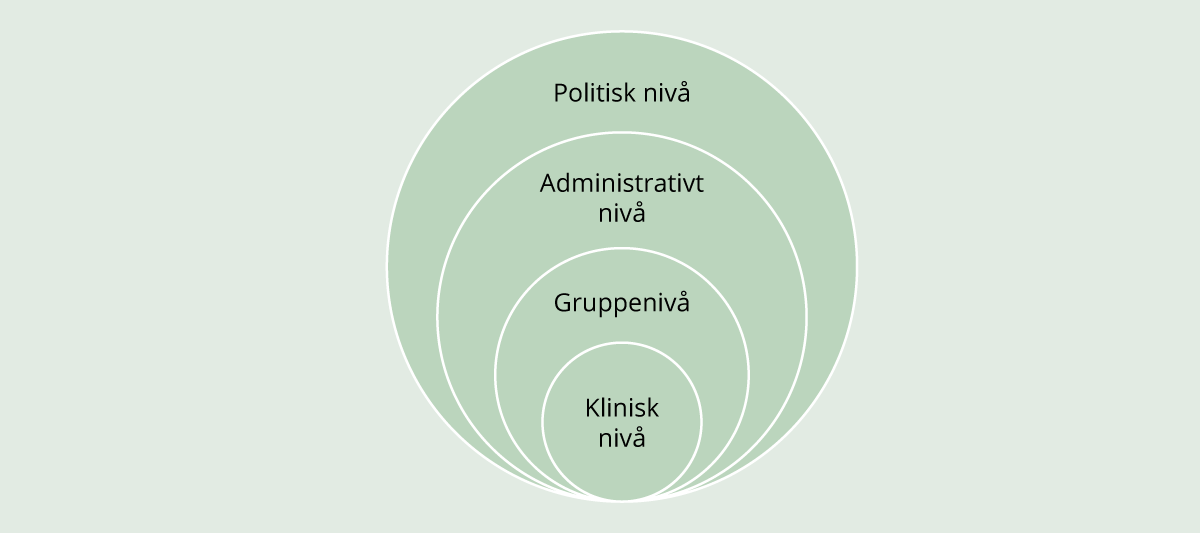 Politisk nivå
Administrativt
nivå
Gruppenivå
Klinisk
nivå